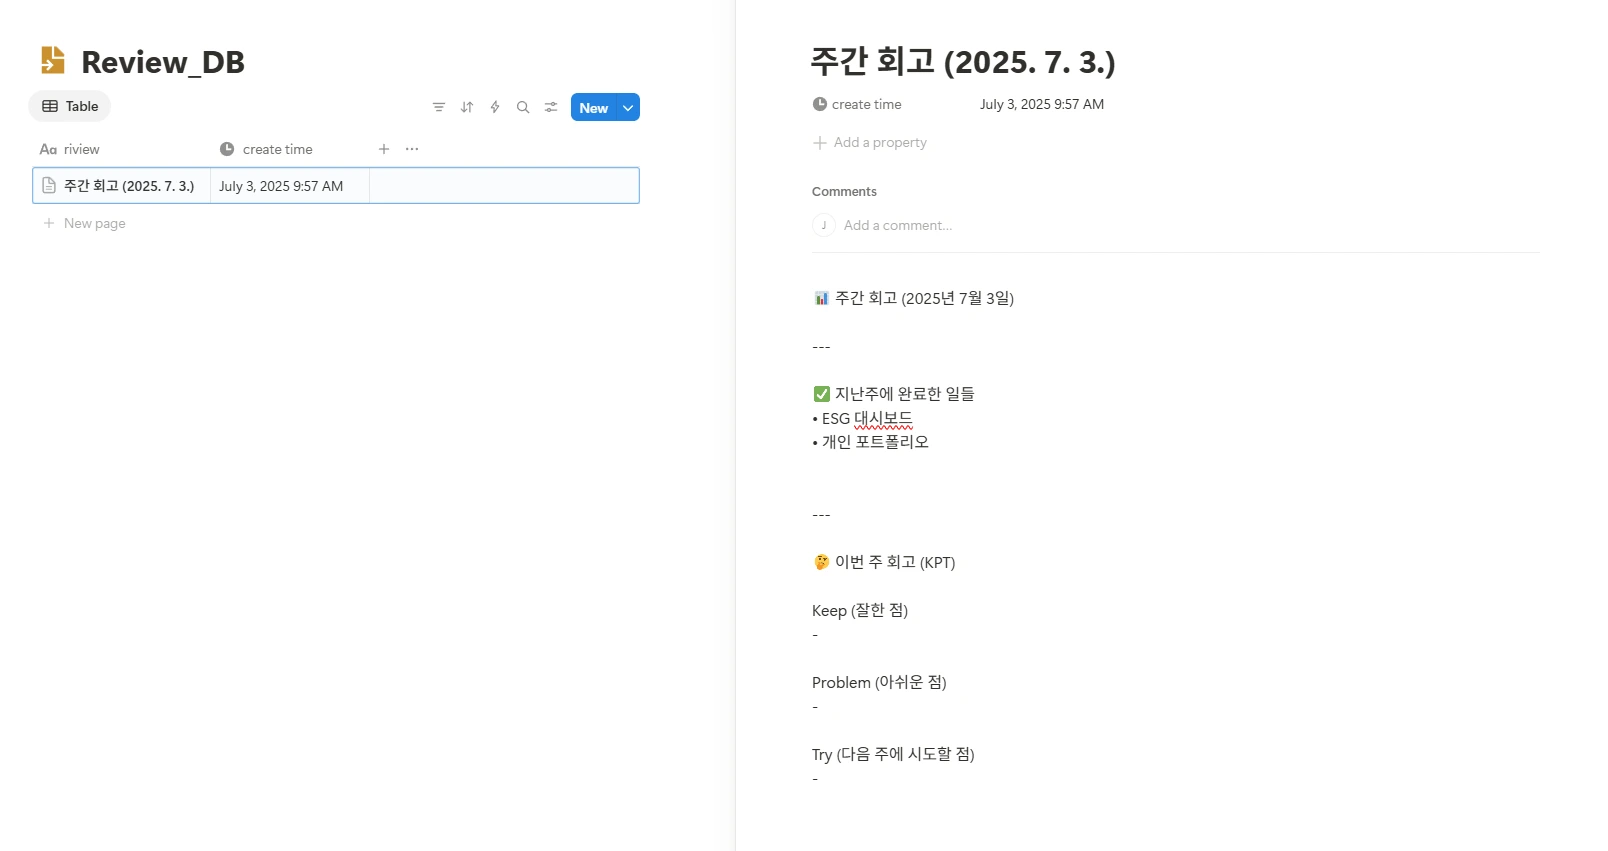 Review_DB
Table
New
Aa riview
create time
주간 회고 (2025. 7. 3.)
July 3, 2025 9:57 AM
New page
주간 회고 (2025. 7. 3.)
create time
July 3, 2025 9:57 AM
Add a property
Comments
J
Add a comment...
📊 주간 회고 (2025년 7월 3일)
---
✅ 지난주에 완료한 일들
• ESG 대시보드
• 개인 포트폴리오
---
🤔 이번 주 회고 (KPT)
Keep (잘한 점)
-
Problem (아쉬운 점)
-
Try (다음 주에 시도할 점)
-